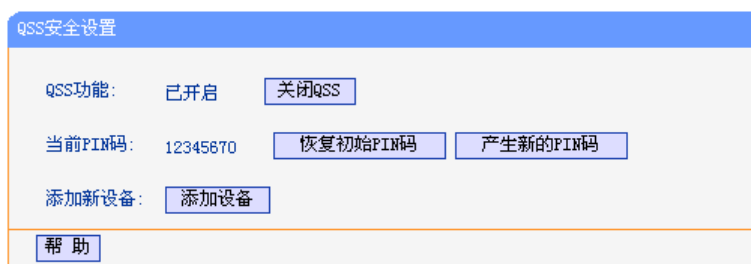 QSS安全设置
QSS功能: 已开启 关闭QSS
当前PIN码: 12345670 恢复初始PIN码 产生新的PIN码
添加新设备: 添加设备
帮 助